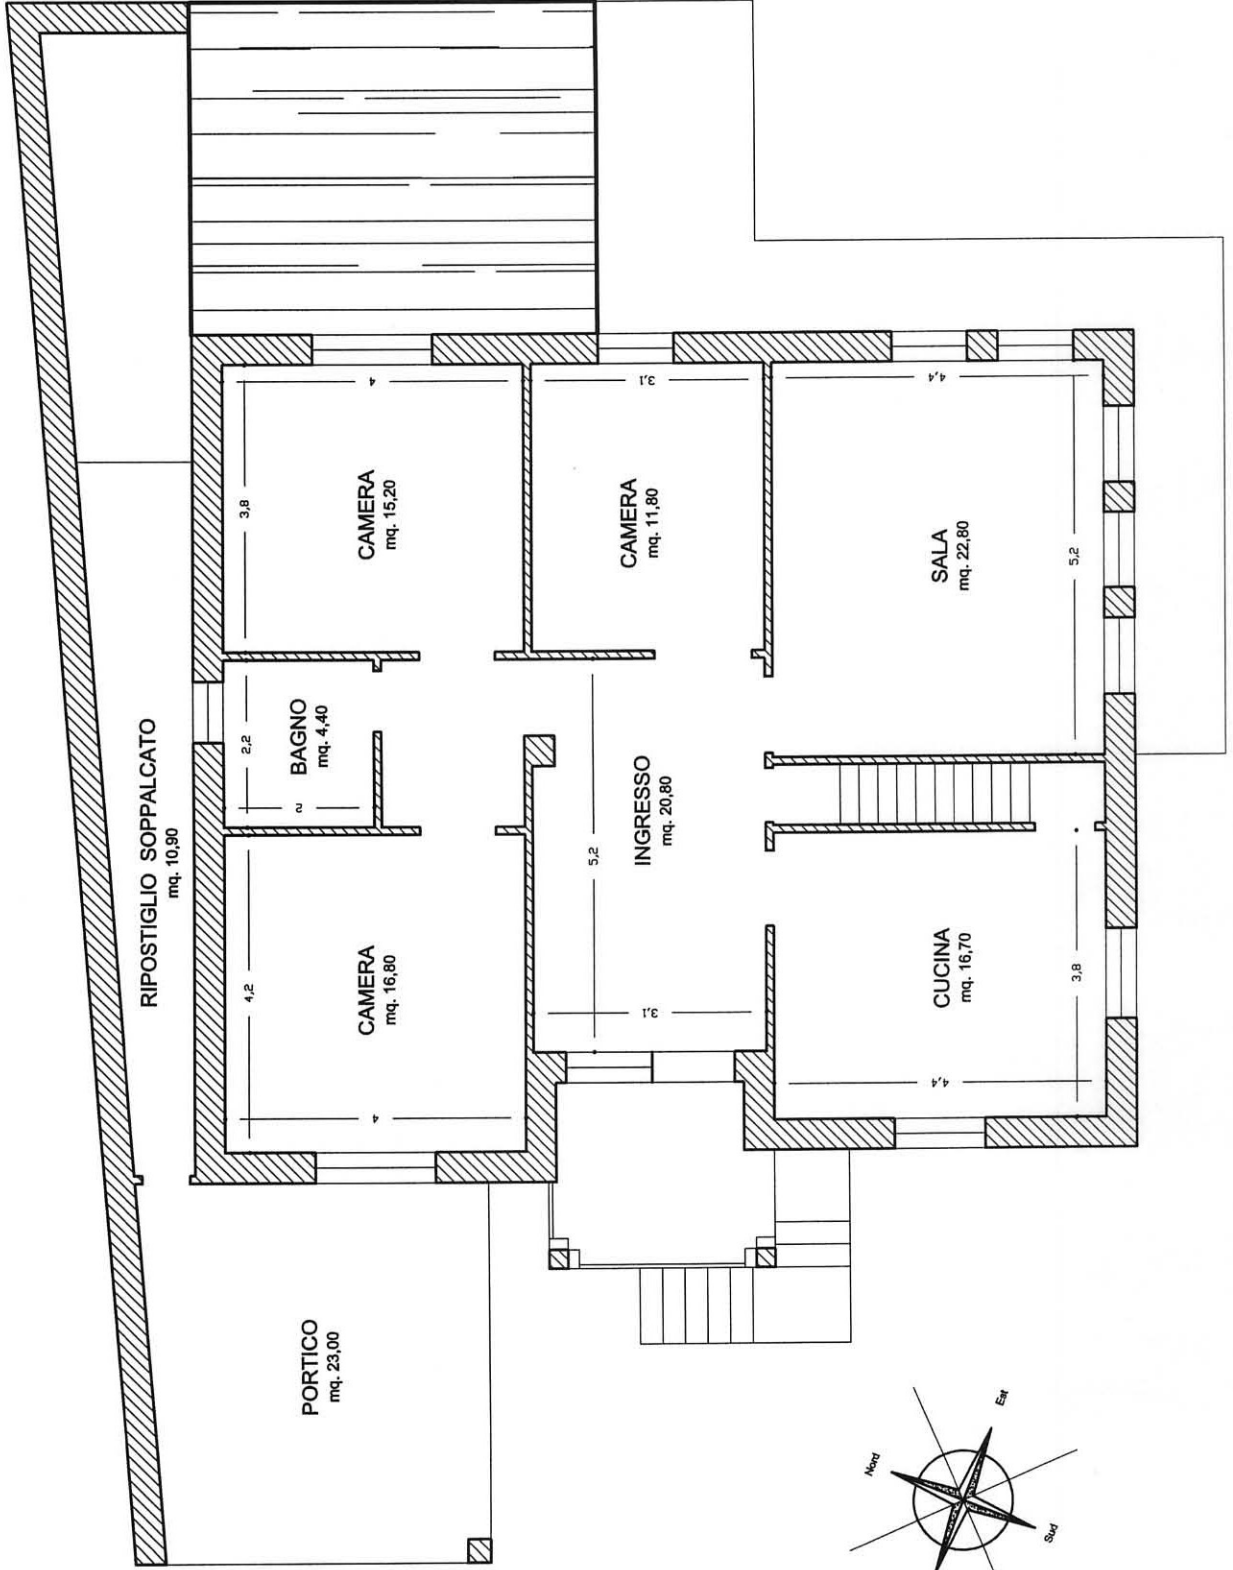 RIPOSTIGLIO SOPPALCATO
mq. 10,90
CAMERA
mq. 15,20
4
3,8
CAMERA
mq. 11,80
3,1
SALA
mq. 22,80
4,4
5,2
BAGNO
mq. 4,40
2,2
2
INGRESSO
mq. 20,80
5,2
3,1
CAMERA
mq. 16,80
4,2
4
CUCINA
mq. 16,70
3,8
4,4
PORTICO
mq. 23,00
Nord
Est
Sud